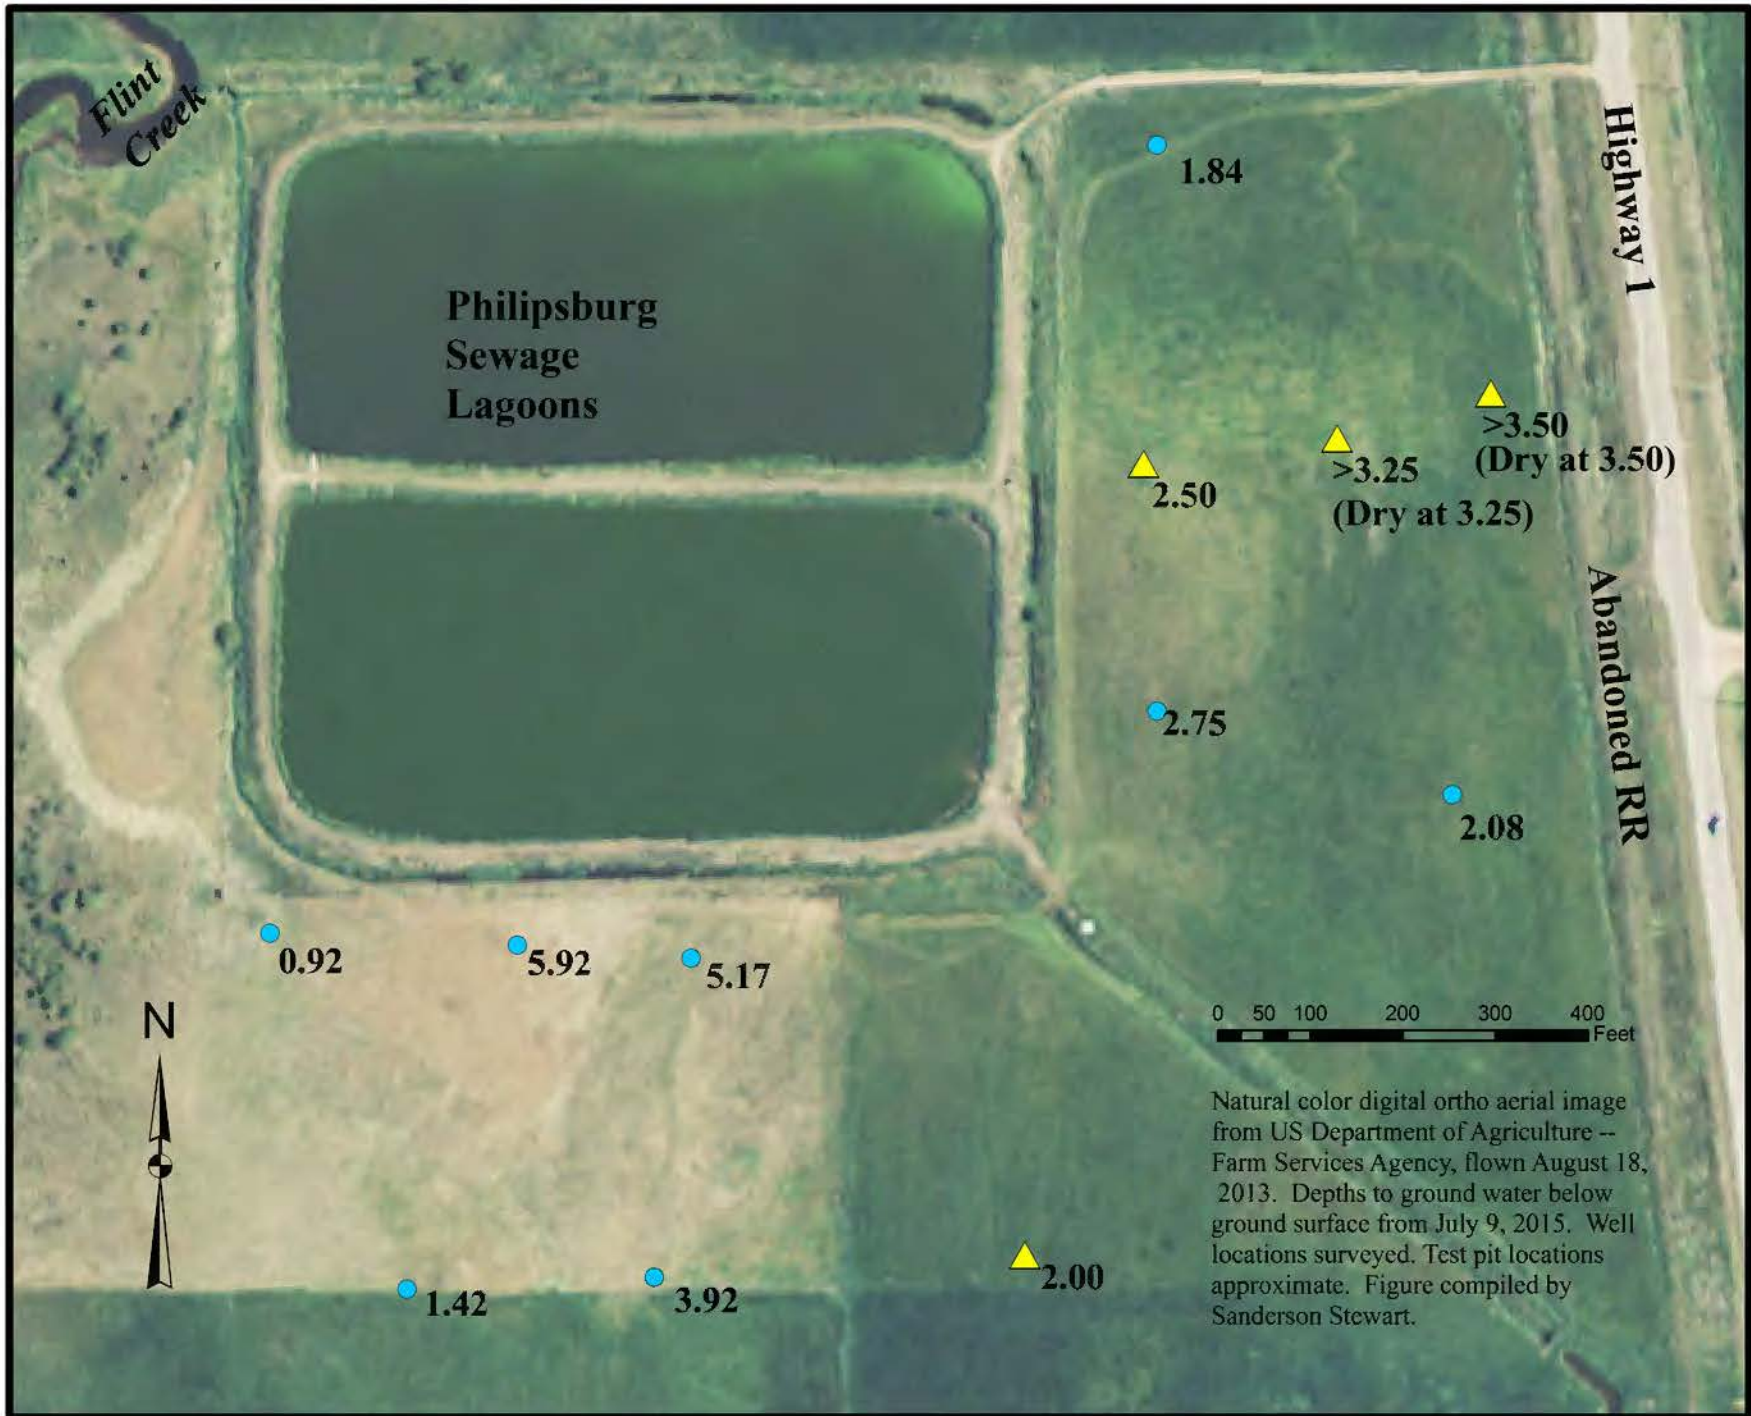 Flint
Creek
Highway 1
1.84
Philipsburg
Sewage
Lagoons
>3.50
(Dry at 3.50)
>3.25
(Dry at 3.25)
2.50
Abandoned RR
2.75
2.08
0.92
5.92
5.17
N
0 50 100 200 300 400
Feet
Natural color digital ortho aerial image
from US Department of Agriculture --
Farm Services Agency, flown August 18,
2013. Depths to ground water below
ground surface from July 9, 2015. Well
locations surveyed. Test pit locations
approximate. Figure compiled by
Sanderson Stewart.
2.00
1.42
3.92